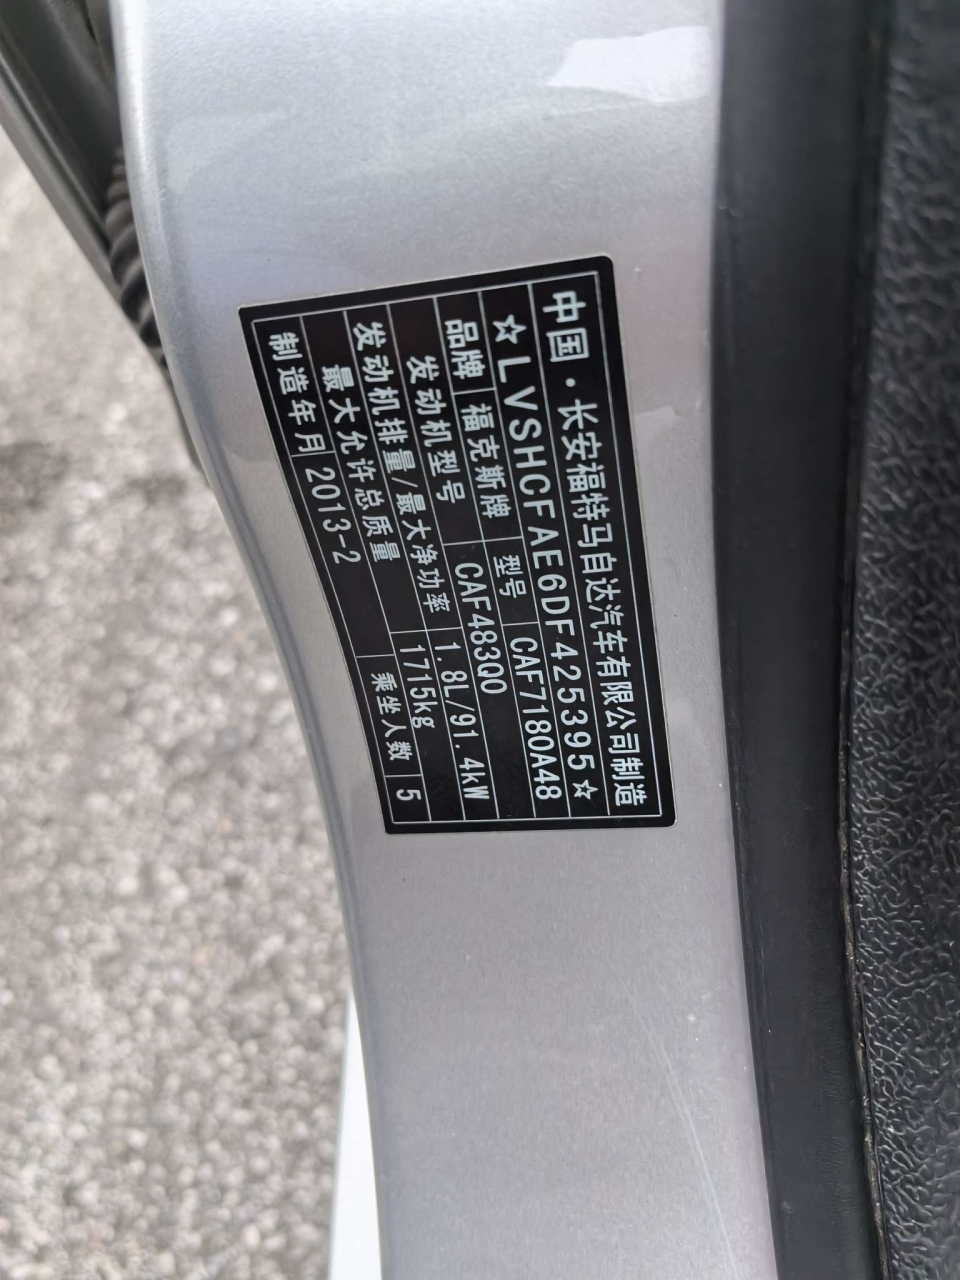 中国·长安福特马自达汽车有限公司制造
☆LVSHCFAE6DF425395☆
品牌 福克斯牌 型号 CAF7180A48
发动机型号 CAF483Q0
发动机排量/最大净功率 1.8L/91.4kW
最大允许总质量 1715kg
制造年月 2013-2 乘坐人数 5